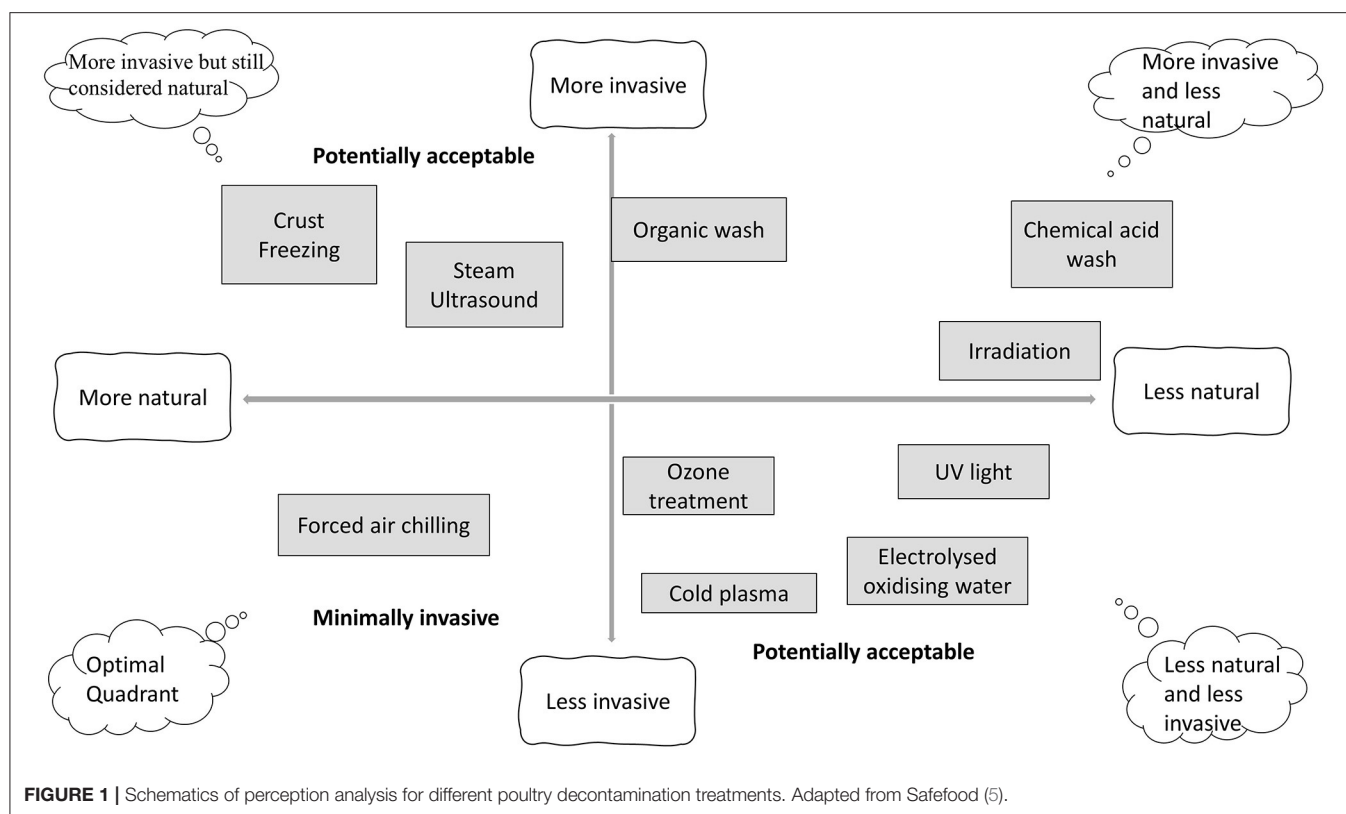 More invasive but still
considered natural
More invasive
More invasive
and less
natural
Potentially acceptable
Crust
Freezing
Steam
Ultrasound
Organic wash
Chemical acid
wash
Irradiation
More natural
Less natural
Ozone
treatment
UV light
Forced air chilling
Electrolysed
oxidising water
Cold plasma
Minimally invasive
Potentially acceptable
Optimal
Quadrant
Less invasive
Less natural
and less
invasive
FIGURE 1 | Schematics of perception analysis for different poultry decontamination treatments. Adapted from Safefood (5).